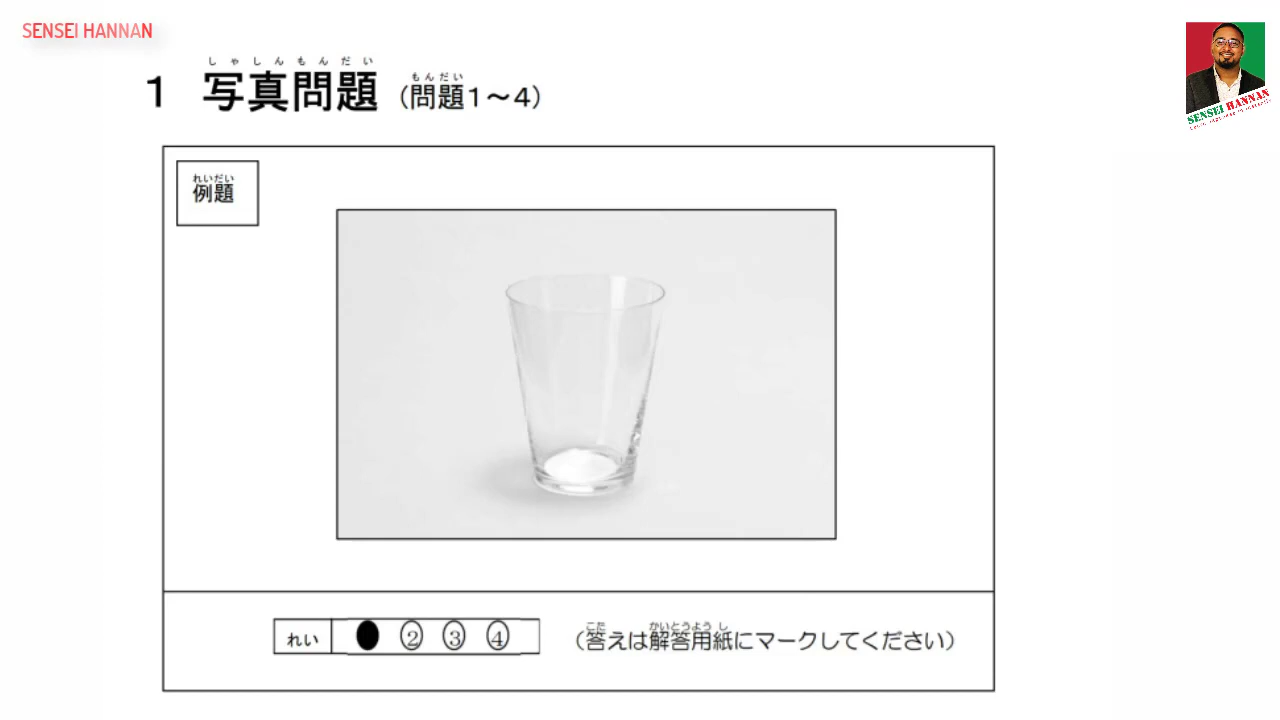 SENSEI HANNAN
しゃしんもんだい
もんだい
1 写真問題 （問題１～４）
SENSEI HANNAN
れいだい
例題
こた かいとうよう し
れい ② ③ ④ （答えは解答用紙にマークしてください）